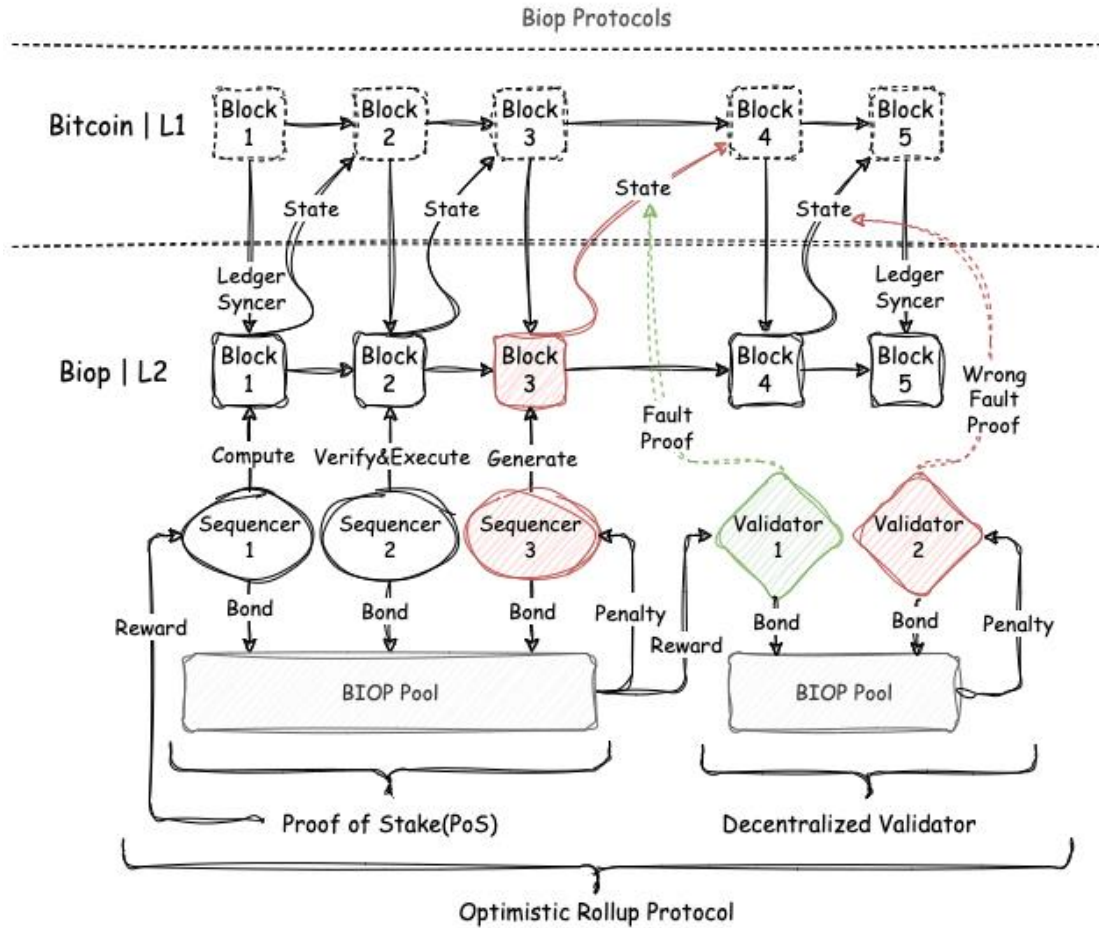 Biop Protocols
Bitcoin | L1
Block
1
Block
2
Block
3
Block
4
Block
5
State
State
State
State
Ledger
Syncer
Ledger
Syncer
Biop | L2
Block
1
Block
2
Block
3
Block
4
Block
5
Fault
Proof
Wrong
Fault
Proof
Compute
Verify&Execute
Generate
Sequencer
1
Sequencer
2
Sequencer
3
Validator
1
Validator
2
Reward
Bond
Bond
Bond
Penalty
Reward
Bond
Bond
Penalty
BIOP Pool
BIOP Pool
Proof of Stake(PoS)
Decentralized Validator
Optimistic Rollup Protocol